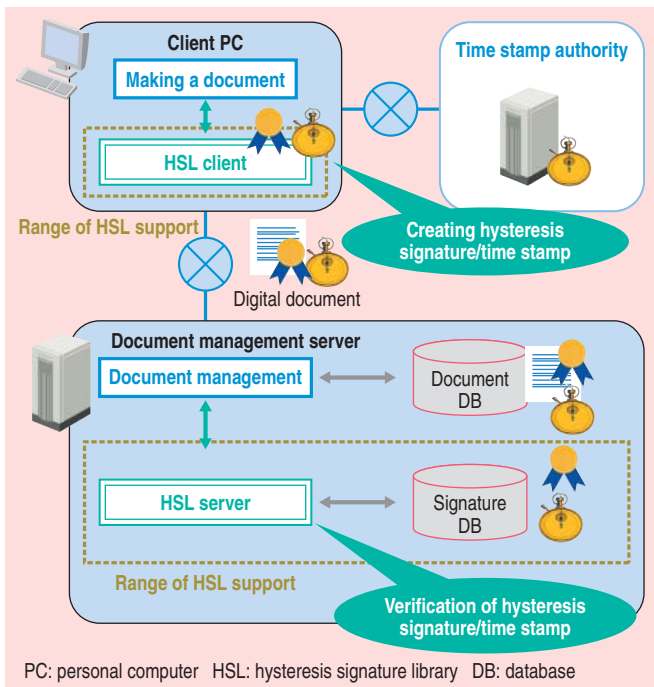 Client PC
Making a document
HSL client
Range of HSL support
Time stamp authority
Creating hysteresis
signature/time stamp
Digital document
Document management server
Document management
Document
DB
HSL server
Signature
DB
Range of HSL support
Verification of hysteresis
signature/time stamp
PC: personal computer HSL: hysteresis signature library DB: database